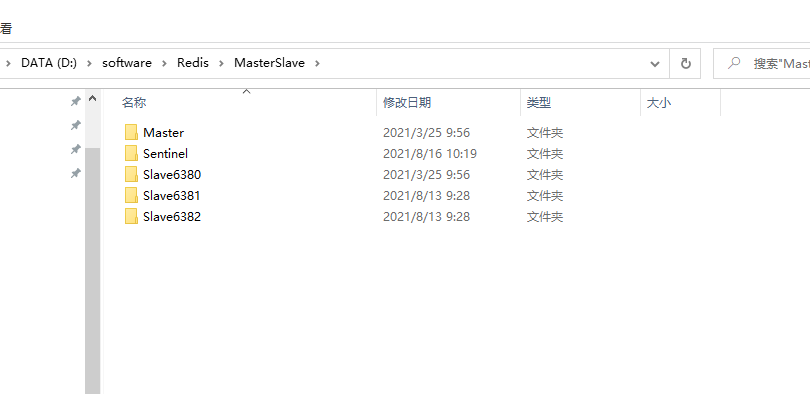 看
DATA (D:) software Redis MasterSlave 搜索"Mast
名称 修改日期 类型 大小
Master 2021/3/25 9:56 文件夹
Sentinel 2021/8/16 10:19 文件夹
Slave6380 2021/3/25 9:56 文件夹
Slave6381 2021/8/13 9:28 文件夹
Slave6382 2021/8/13 9:28 文件夹